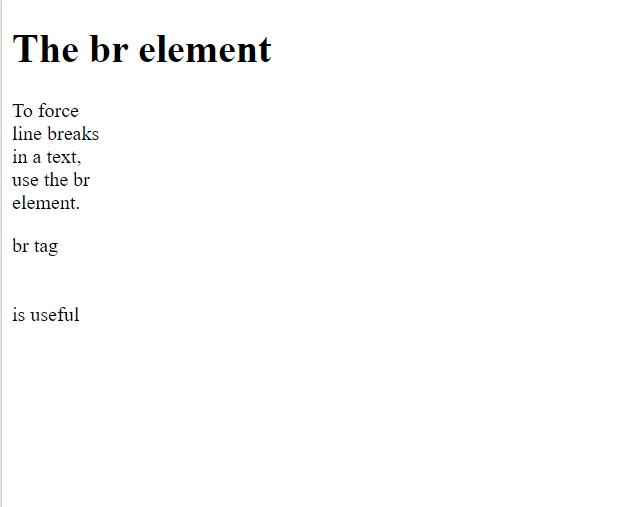 The br element
To force
line breaks
in a text,
use the br
element.
br tag
is useful